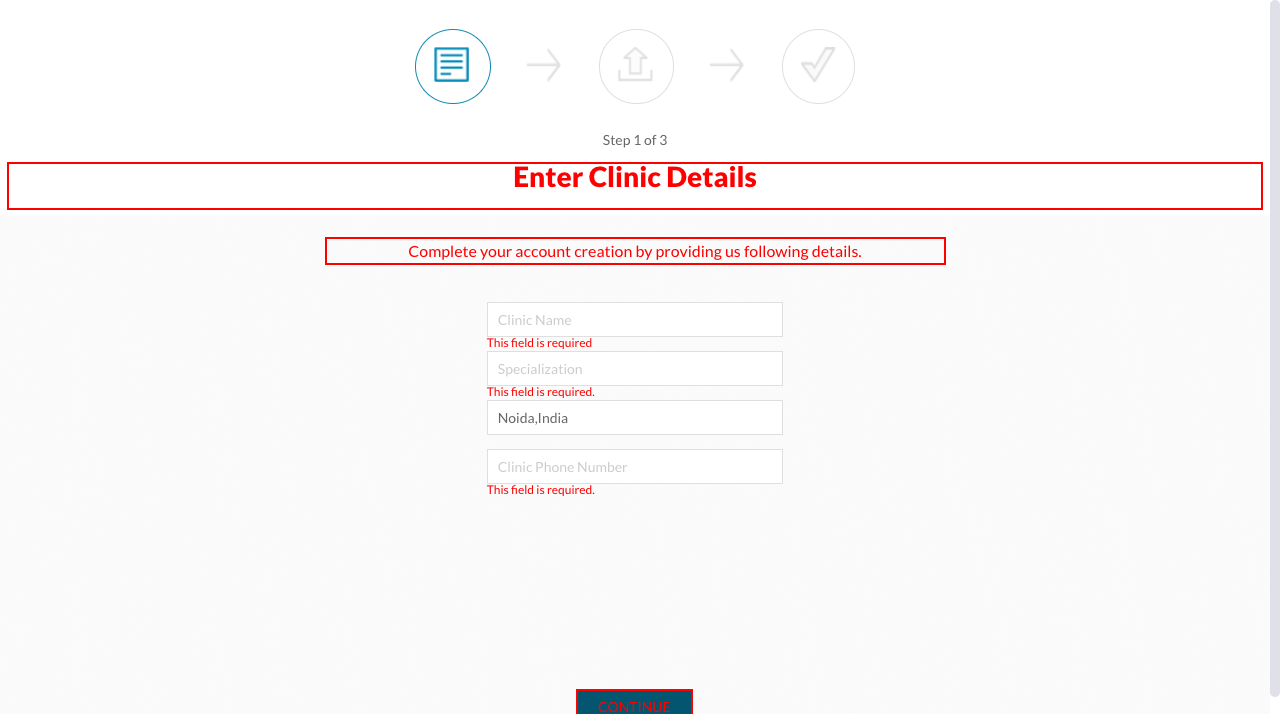 Step 1 of 3
Enter Clinic Details
Complete your account creation by providing us following details.
Clinic Name
This field is required
Specialization
This field is required.
Noida,India
Clinic Phone Number
This field is required.
CONTINUE